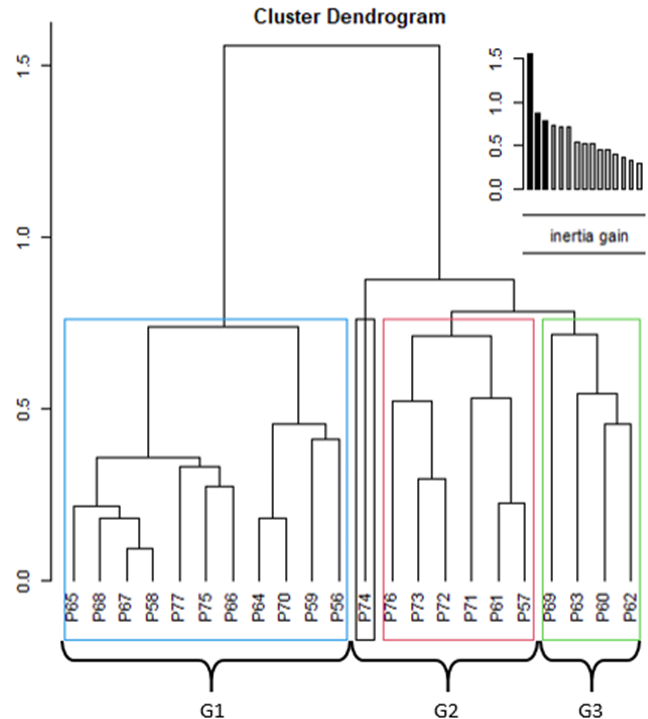 Cluster Dendrogram
1.5
1.0
0.5
0.0
1.5
1.0
0.5
0.0
inertia gain
P65
P68
P67
P58
P77
P75
P66
P64
P70
P59
P56
P74
P76
P73
P72
P71
P61
P57
P69
P63
P60
P62
G1
G2
G3